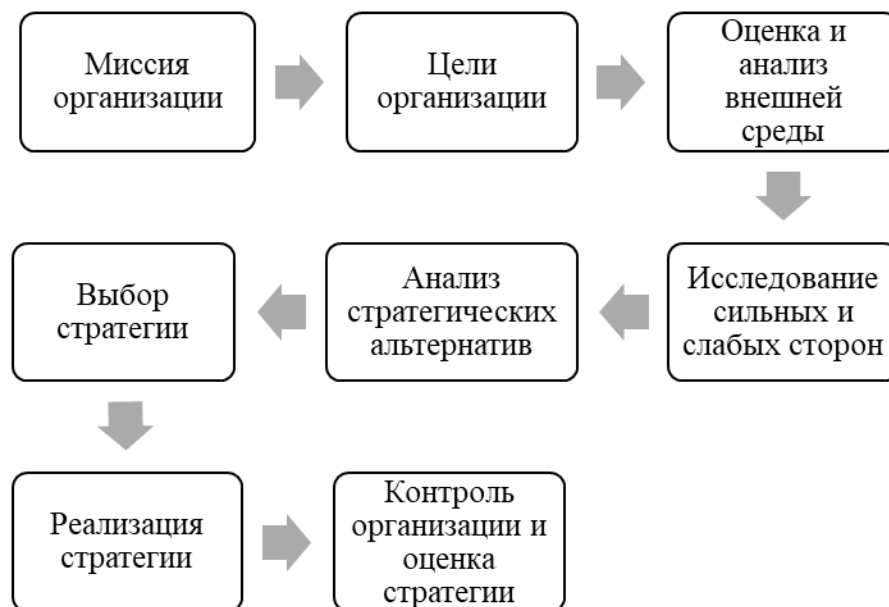 Миссия
организации
Цели
организации
Оценка и
анализ
внешней
среды
Исследование
сильных и
слабых сторон
Анализ
стратегических
альтернатив
Выбор
стратегии
Реализация
стратегии
Контроль
организации и
оценка
стратегии